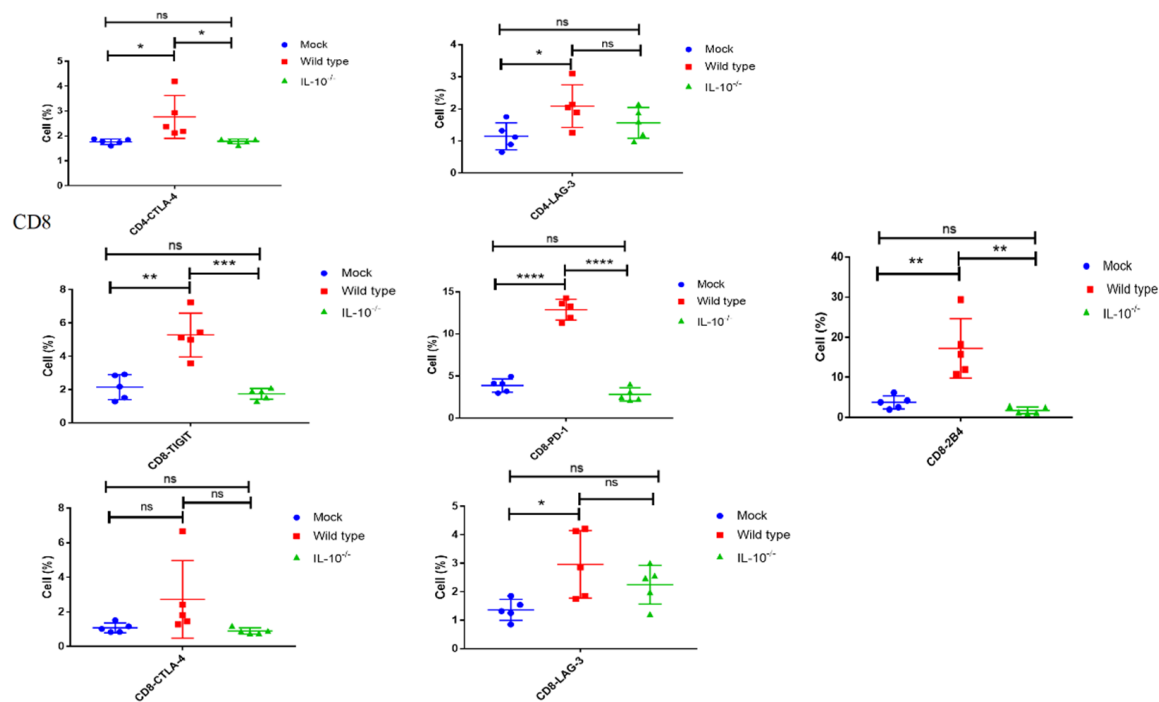 ns
* *
5
4
3
2
1
0
Cell (%)
CD4-CTLA-4
Mock
Wild type
IL-10-/-
ns
* ns
4
3
2
1
0
Cell (%)
CD4-LAG-3
Mock
Wild type
IL-10-/-
CD8
ns
** ***
8
6
4
2
0
Cell (%)
CD8-TIGIT
Mock
Wild type
IL-10-/-
ns
**** ****
15
10
5
0
Cell (%)
CD8-PD-1
Mock
Wild type
IL-10-/-
ns
** **
40
30
20
10
0
Cell (%)
CD8-2B4
Mock
Wild type
IL-10-/-
ns
ns ns
8
6
4
2
0
Cell (%)
CD8-CTLA-4
Mock
Wild type
IL-10-/-
ns
* ns
5
4
3
2
1
0
Cell (%)
CD8-LAG-3
Mock
Wild type
IL-10-/-